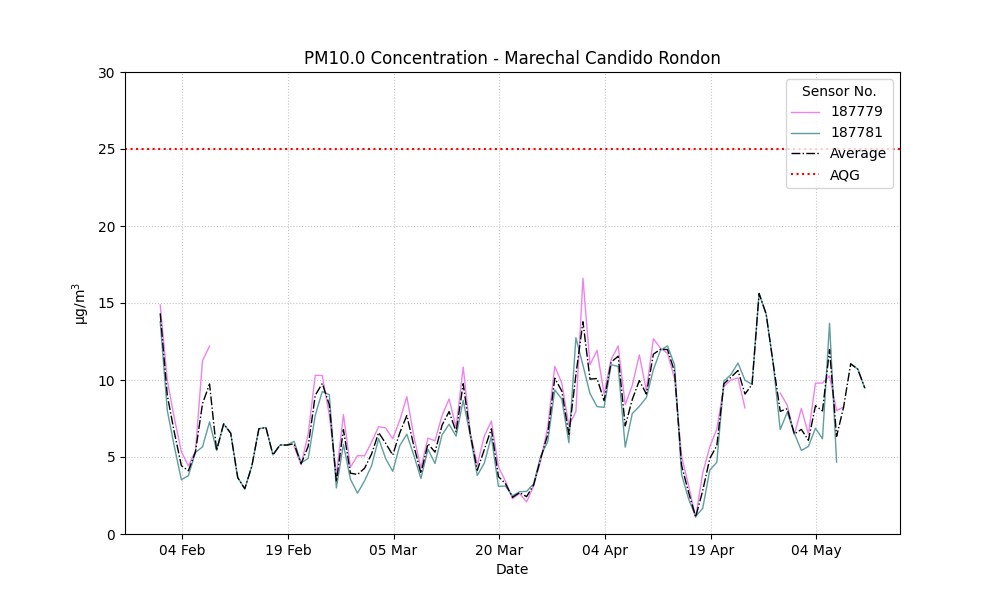 PM10.0 Concentration - Marechal Candido Rondon
30
25
20
15
10
5
0
µg/m³
Sensor No.
187779
187781
Average
AQG
04 Feb
19 Feb
05 Mar
20 Mar
04 Apr
19 Apr
04 May
Date